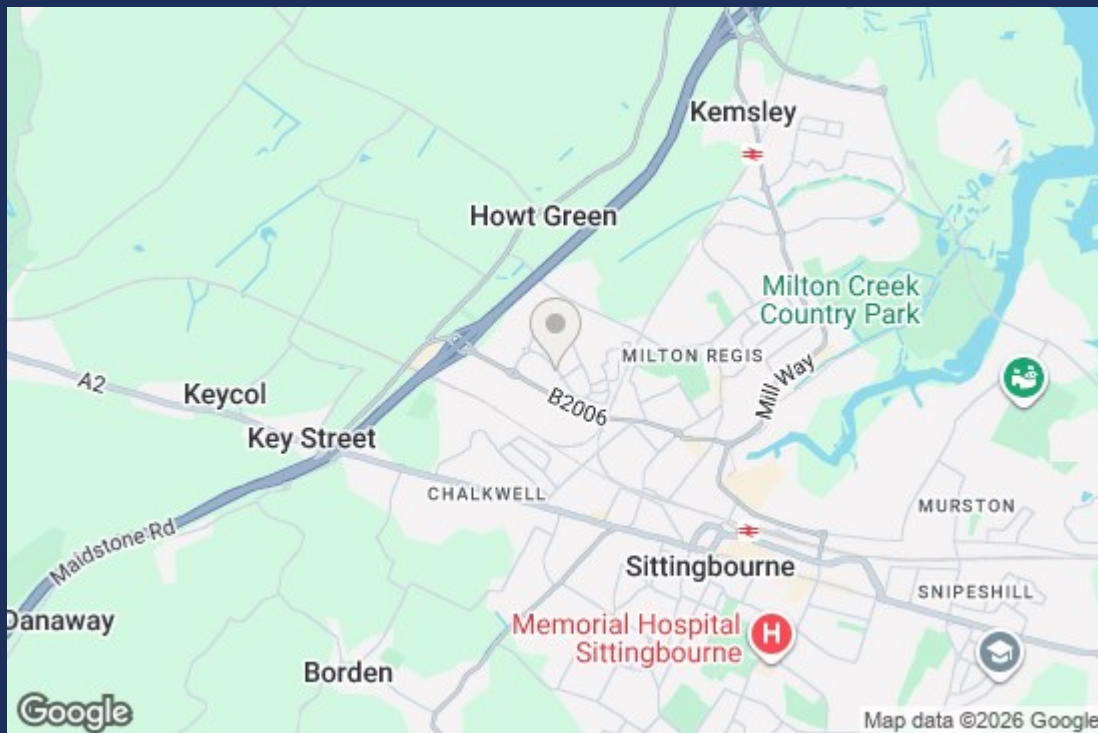 Kemsley
Howt Green
Milton Creek
Country Park
MILTON REGIS
Mill Way
A2
Keycol
B2006
Key Street
CHALKWELL
MURSTON
Maidstone Rd
Sittingbourne
SNIPESHILL
Danaway
Memorial Hospital
Sittingbourne
H
Borden
Google
Map data ©2026 Google